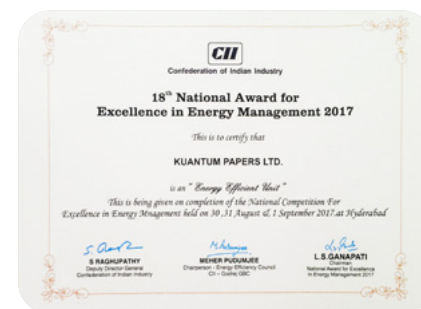 CII
Confederation of Indian Industry
18th National Award for
Excellence in Energy Management 2017
This is to certify that
KUANTUM PAPERS LTD.
is an " Energy Efficient Unit "
This is being given on completion of the National Competition For
Excellence in Energy Mnagement held on 30 ,31 August & 1 September 2017.at Hyderabad
S RAGHUPATHY
Deputy Director General
Confederation of Indian Industry
MEHER PUDUMJEE
Chairperson - Energy Efficiency Council
CII – Godrej GBC
L.S.GANAPATI
Chairman
National Award for Excellence
in Energy Management 2017